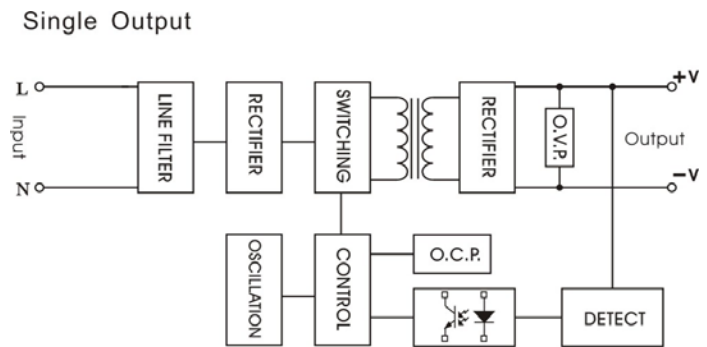 Single Output
L
Input
N
LINE FILTER
RECTIFIER
SWITCHING
RECTIFIER
O.V.P.
+V
Output
-V
OSCILLATION
CONTROL
O.C.P.
DETECT